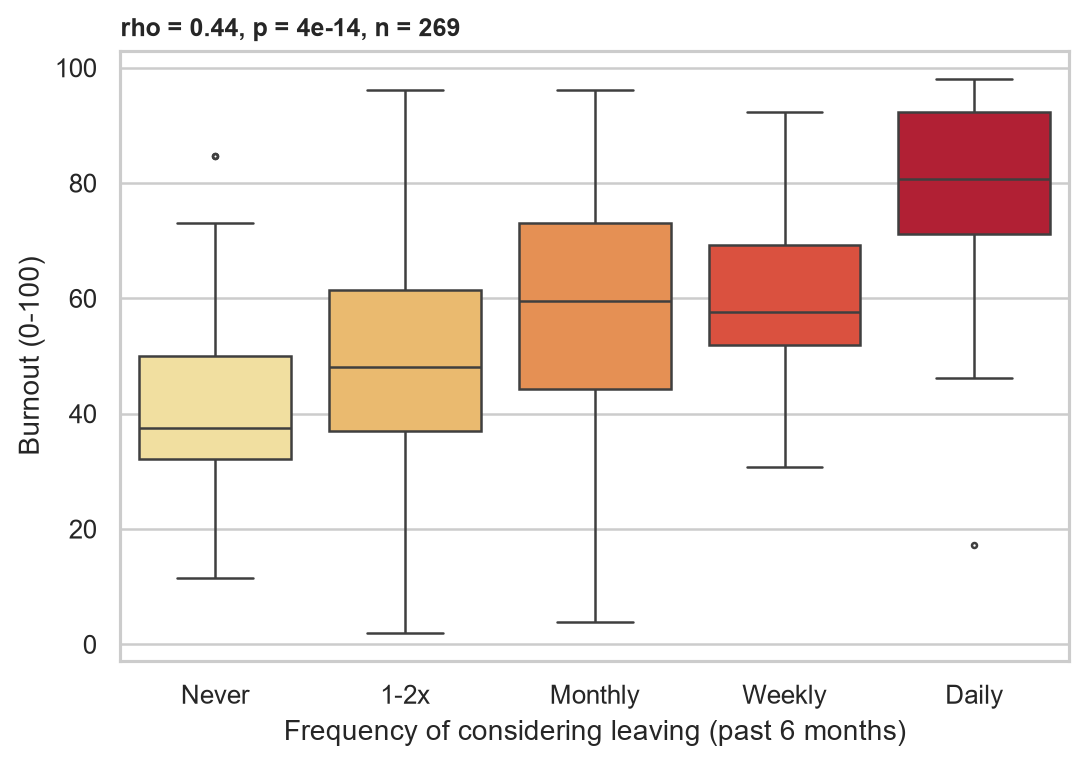 rho = 0.44, p = 4e-14, n = 269
100
80
60
40
20
0
Burnout (0-100)
Never
1-2x
Monthly
Weekly
Daily
Frequency of considering leaving (past 6 months)